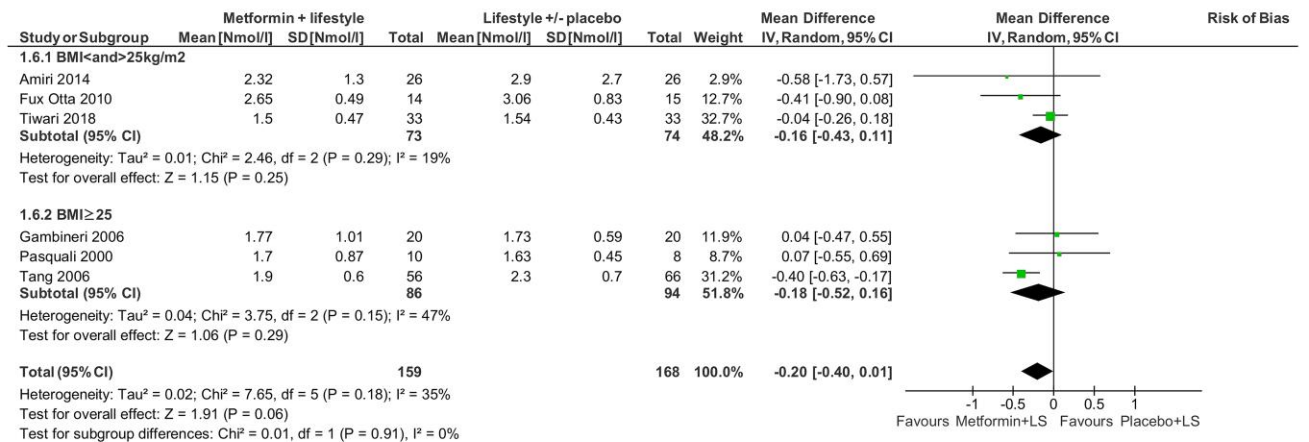 Metformin + lifestyle Lifestyle +/- placebo Mean Difference Mean Difference Risk of Bias
Study or Subgroup Mean [Nmol/l] SD [Nmol/l] Total Mean [Nmol/l] SD [Nmol/l] Total Weight IV, Random, 95% CI IV, Random, 95% CI
1.6.1 BMI<and>25kg/m2
Amiri 2014 2.32 1.3 26 2.9 2.7 26 2.9% -0.58 [-1.73, 0.57]
Fux Otta 2010 2.65 0.49 14 3.06 0.83 15 12.7% -0.41 [-0.90, 0.08]
Tiwari 2018 1.5 0.47 33 1.54 0.43 33 32.7% -0.04 [-0.26, 0.18]
Subtotal (95% CI) 73 74 48.2% -0.16 [-0.43, 0.11]
Heterogeneity: Tau² = 0.01; Chi² = 2.46, df = 2 (P = 0.29); I² = 19%
Test for overall effect: Z = 1.15 (P = 0.25)
1.6.2 BMI≥25
Gambineri 2006 1.77 1.01 20 1.73 0.59 20 11.9% 0.04 [-0.47, 0.55]
Pasquali 2000 1.7 0.87 10 1.63 0.45 8 8.7% 0.07 [-0.55, 0.69]
Tang 2006 1.9 0.6 56 2.3 0.7 66 31.2% -0.40 [-0.63, -0.17]
Subtotal (95% CI) 86 94 51.8% -0.18 [-0.52, 0.16]
Heterogeneity: Tau² = 0.04; Chi² = 3.75, df = 2 (P = 0.15); I² = 47%
Test for overall effect: Z = 1.06 (P = 0.29)
Total (95% CI) 159 168 100.0% -0.20 [-0.40, 0.01]
Heterogeneity: Tau² = 0.02; Chi² = 7.65, df = 5 (P = 0.18); I² = 35%
Test for overall effect: Z = 1.91 (P = 0.06)
Test for subgroup differences: Chi² = 0.01, df = 1 (P = 0.91), I² = 0%
-1 -0.5 0 0.5 1
Favours Metformin+LS Favours Placebo+LS